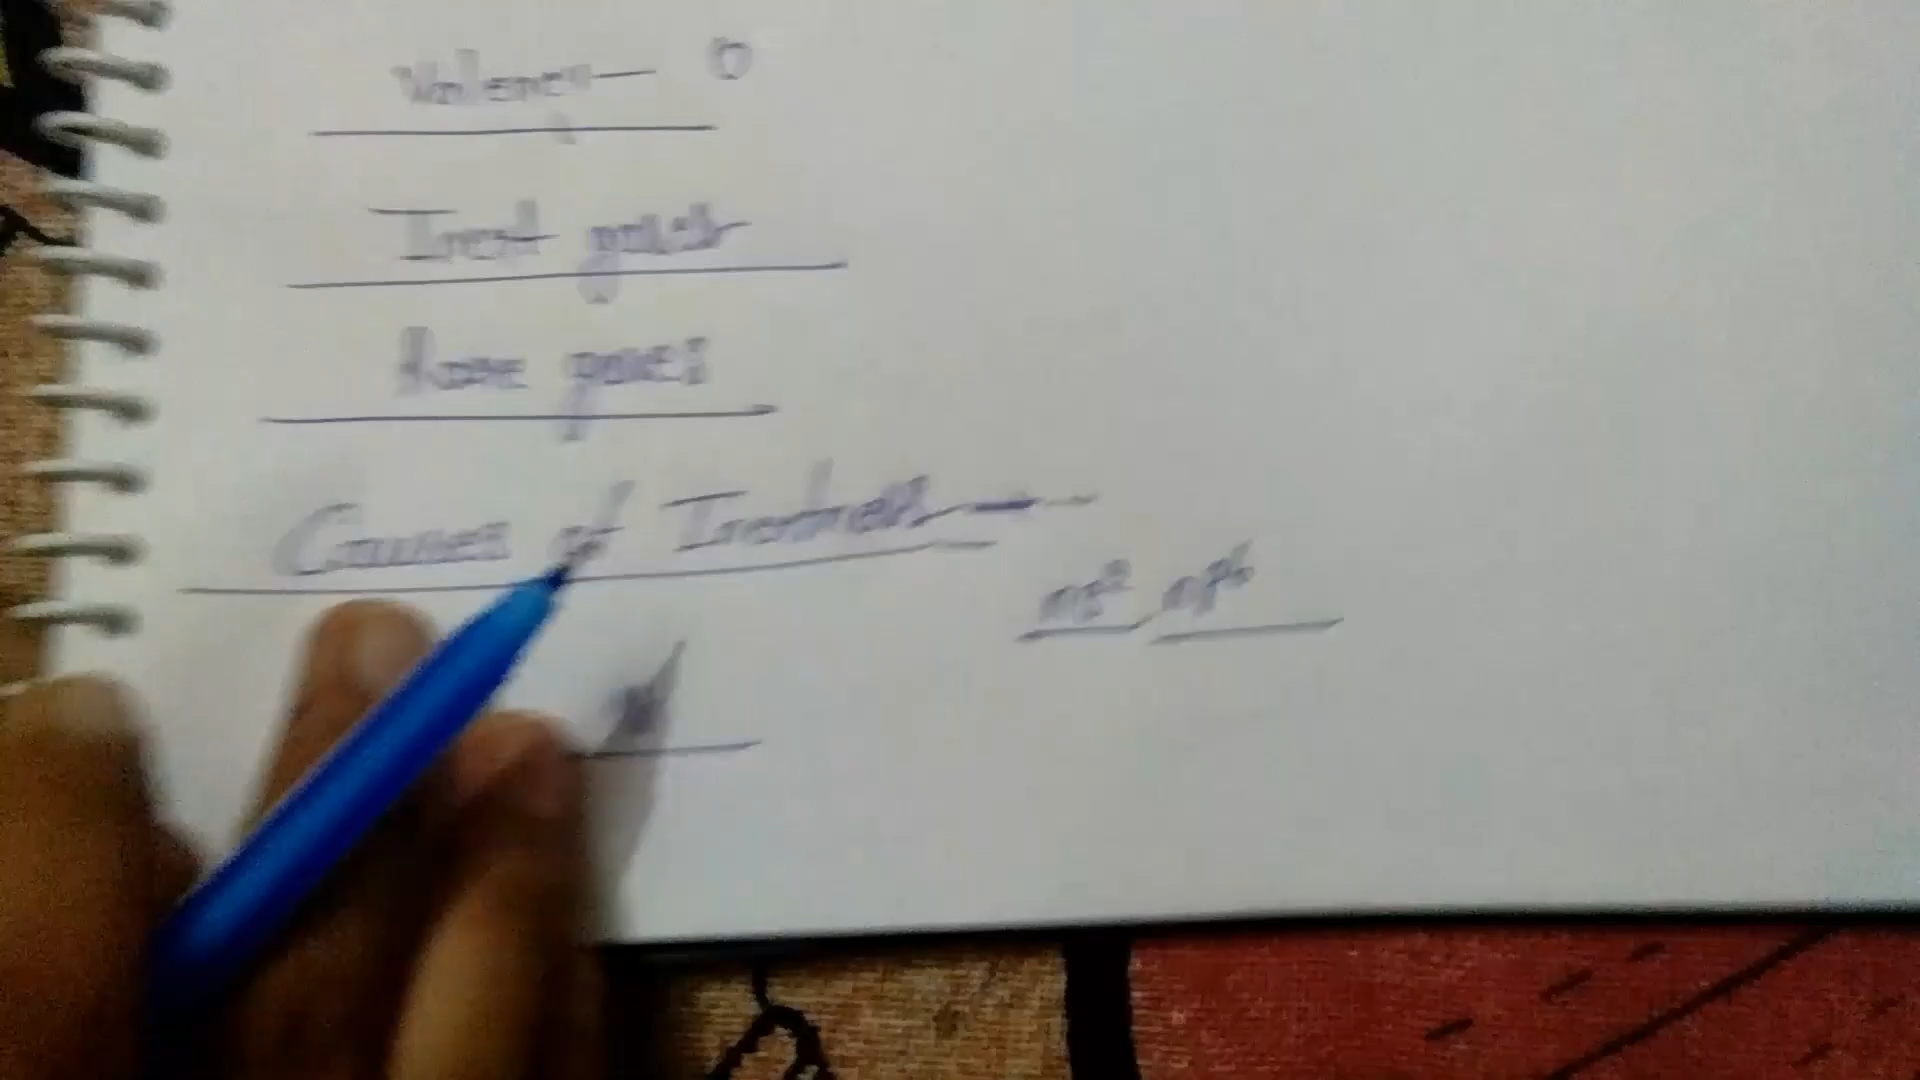 Valency — 0
Inert gases
Rare gases
Causes of Inertness —
ns² np⁶